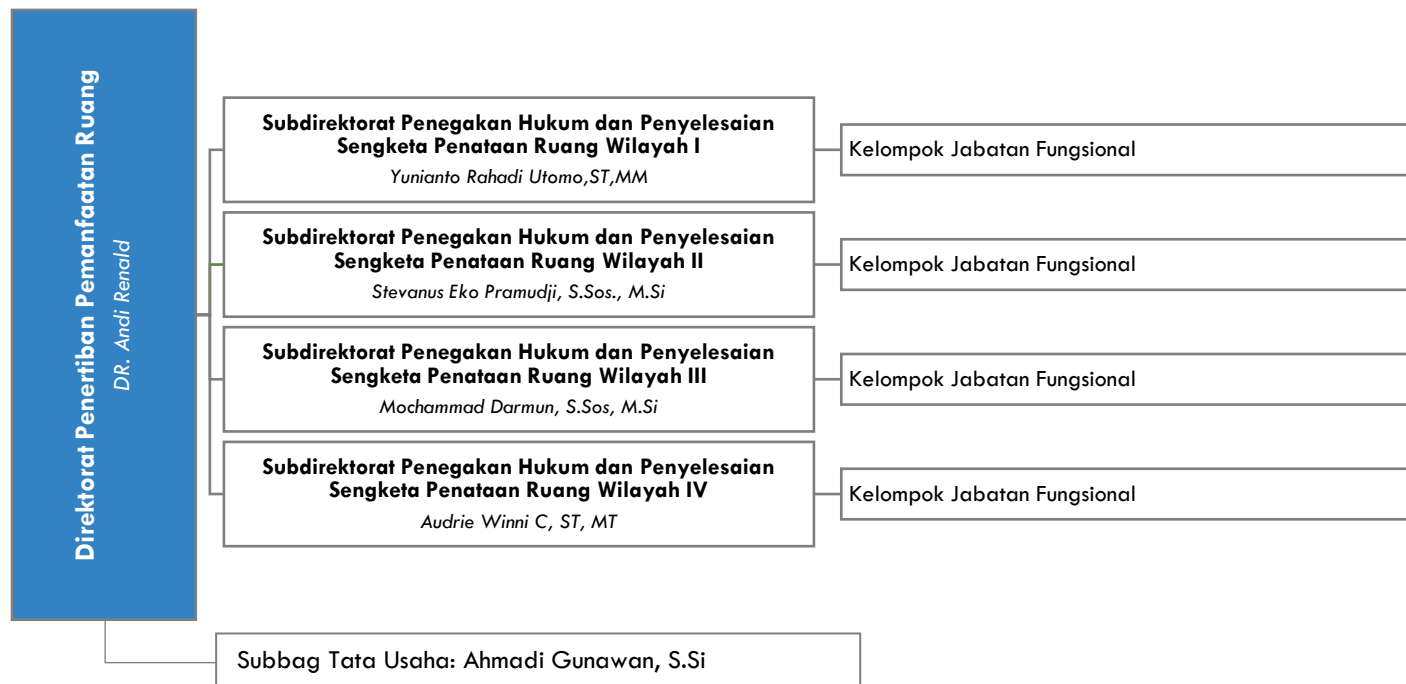 Direktorat Penertiban Pemanfaatan Ruang
DR. Andi Renald
Subdirektorat Penegakan Hukum dan Penyelesaian
Sengketa Penataan Ruang Wilayah I
Yunianto Rahadi Utomo,ST,MM
Kelompok Jabatan Fungsional
Subdirektorat Penegakan Hukum dan Penyelesaian
Sengketa Penataan Ruang Wilayah II
Stevanus Eko Pramudji, S.Sos., M.Si
Kelompok Jabatan Fungsional
Subdirektorat Penegakan Hukum dan Penyelesaian
Sengketa Penataan Ruang Wilayah III
Mochammad Darmun, S.Sos, M.Si
Kelompok Jabatan Fungsional
Subdirektorat Penegakan Hukum dan Penyelesaian
Sengketa Penataan Ruang Wilayah IV
Audrie Winni C, ST, MT
Kelompok Jabatan Fungsional
Subbag Tata Usaha: Ahmadi Gunawan, S.Si